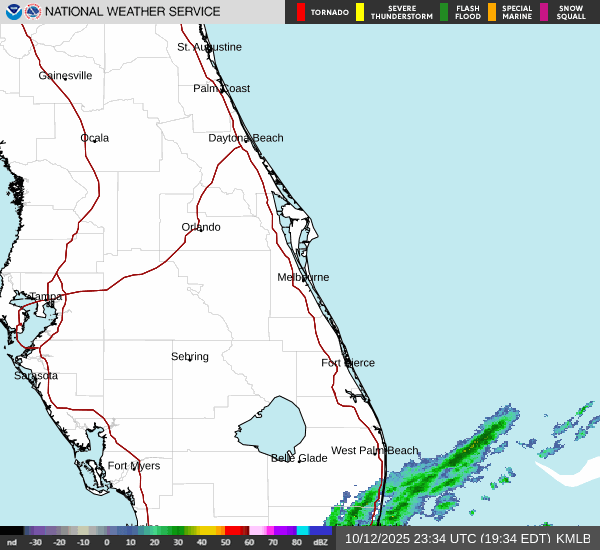 NATIONAL WEATHER SERVICE
TORNADO
SEVERE
THUNDERSTORM
FLASH
FLOOD
SPECIAL
MARINE
SNOW
SQUALL
St. Augustine
Gainesville
Palm Coast
Ocala
Daytona Beach
Orlando
Melbourne
Tampa
Sebring
Fort Pierce
Sarasota
West Palm Beach
Belle Glade
Fort Myers
nd -30 -20 -10 0 10 20 30 40 50 60 70 80 dBZ
10/12/2025 23:34 UTC (19:34 EDT) KMLB